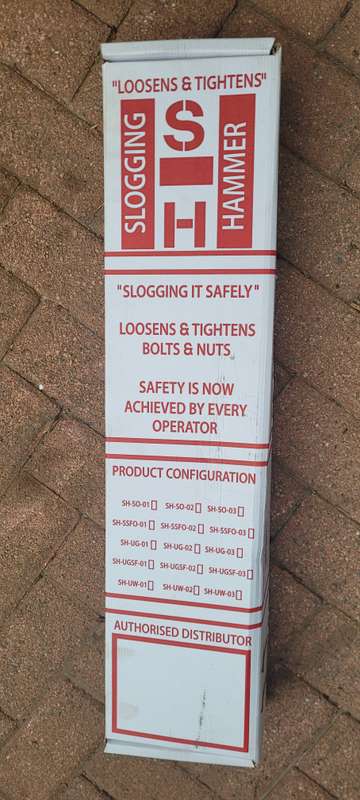 "LOOSENS & TIGHTENS"
SLOGGING
SH
HAMMER
"SLOGGING IT SAFELY"
LOOSENS & TIGHTENS
BOLTS & NUTS
SAFETY IS NOW
ACHIEVED BY EVERY
OPERATOR
PRODUCT CONFIGURATION
SH-SO-01 SH-SO-02 SH-SO-03
SH-SSFO-01 SH-SSFO-02 SH-SSFO-03
SH-UG-01 SH-UG-02 SH-UG-03
SH-UGSF-01 SH-UGSF-02 SH-UGSF-03
SH-UW-01 SH-UW-02 SH-UW-03
AUTHORISED DISTRIBUTOR